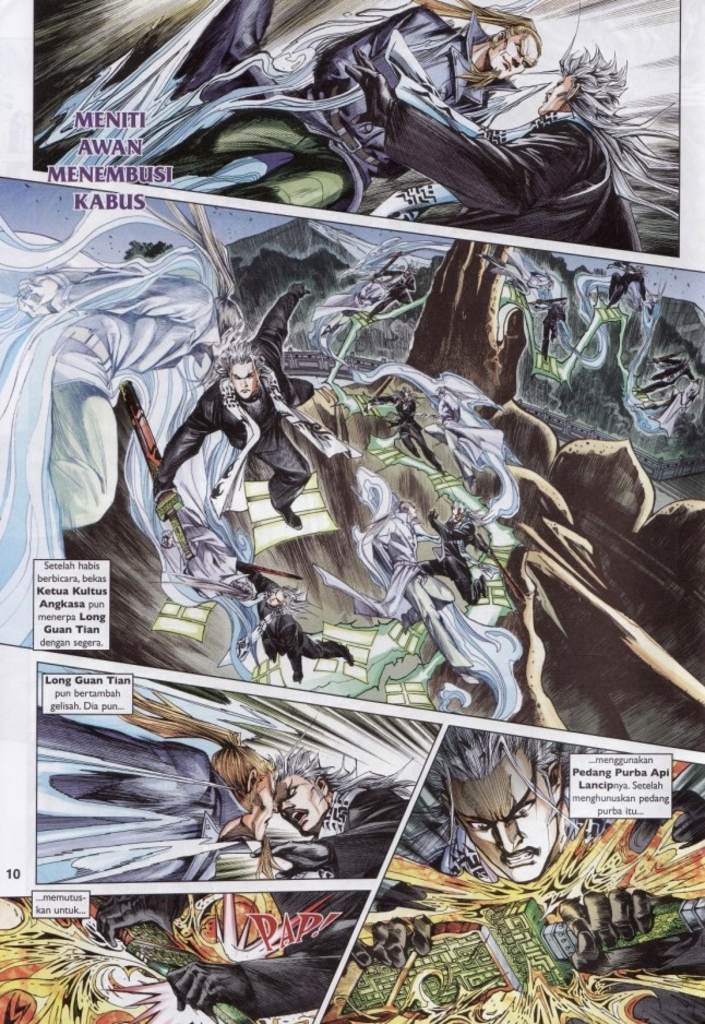 MENITI
AWAN
MENEMBUSI
KABUS
Setelah habis
berbicara, bekas
Ketua Kultus
Angkasa pun
menerpa Long
Guan Tian
dengan segera.
Long Guan Tian
pun bertambah
gelisah. Dia pun...
...menggunakan
Pedang Purba Api
Lancipnya. Setelah
menghunuskan pedang
purba itu...
10
...memutus-
kan untuk...
PAP!